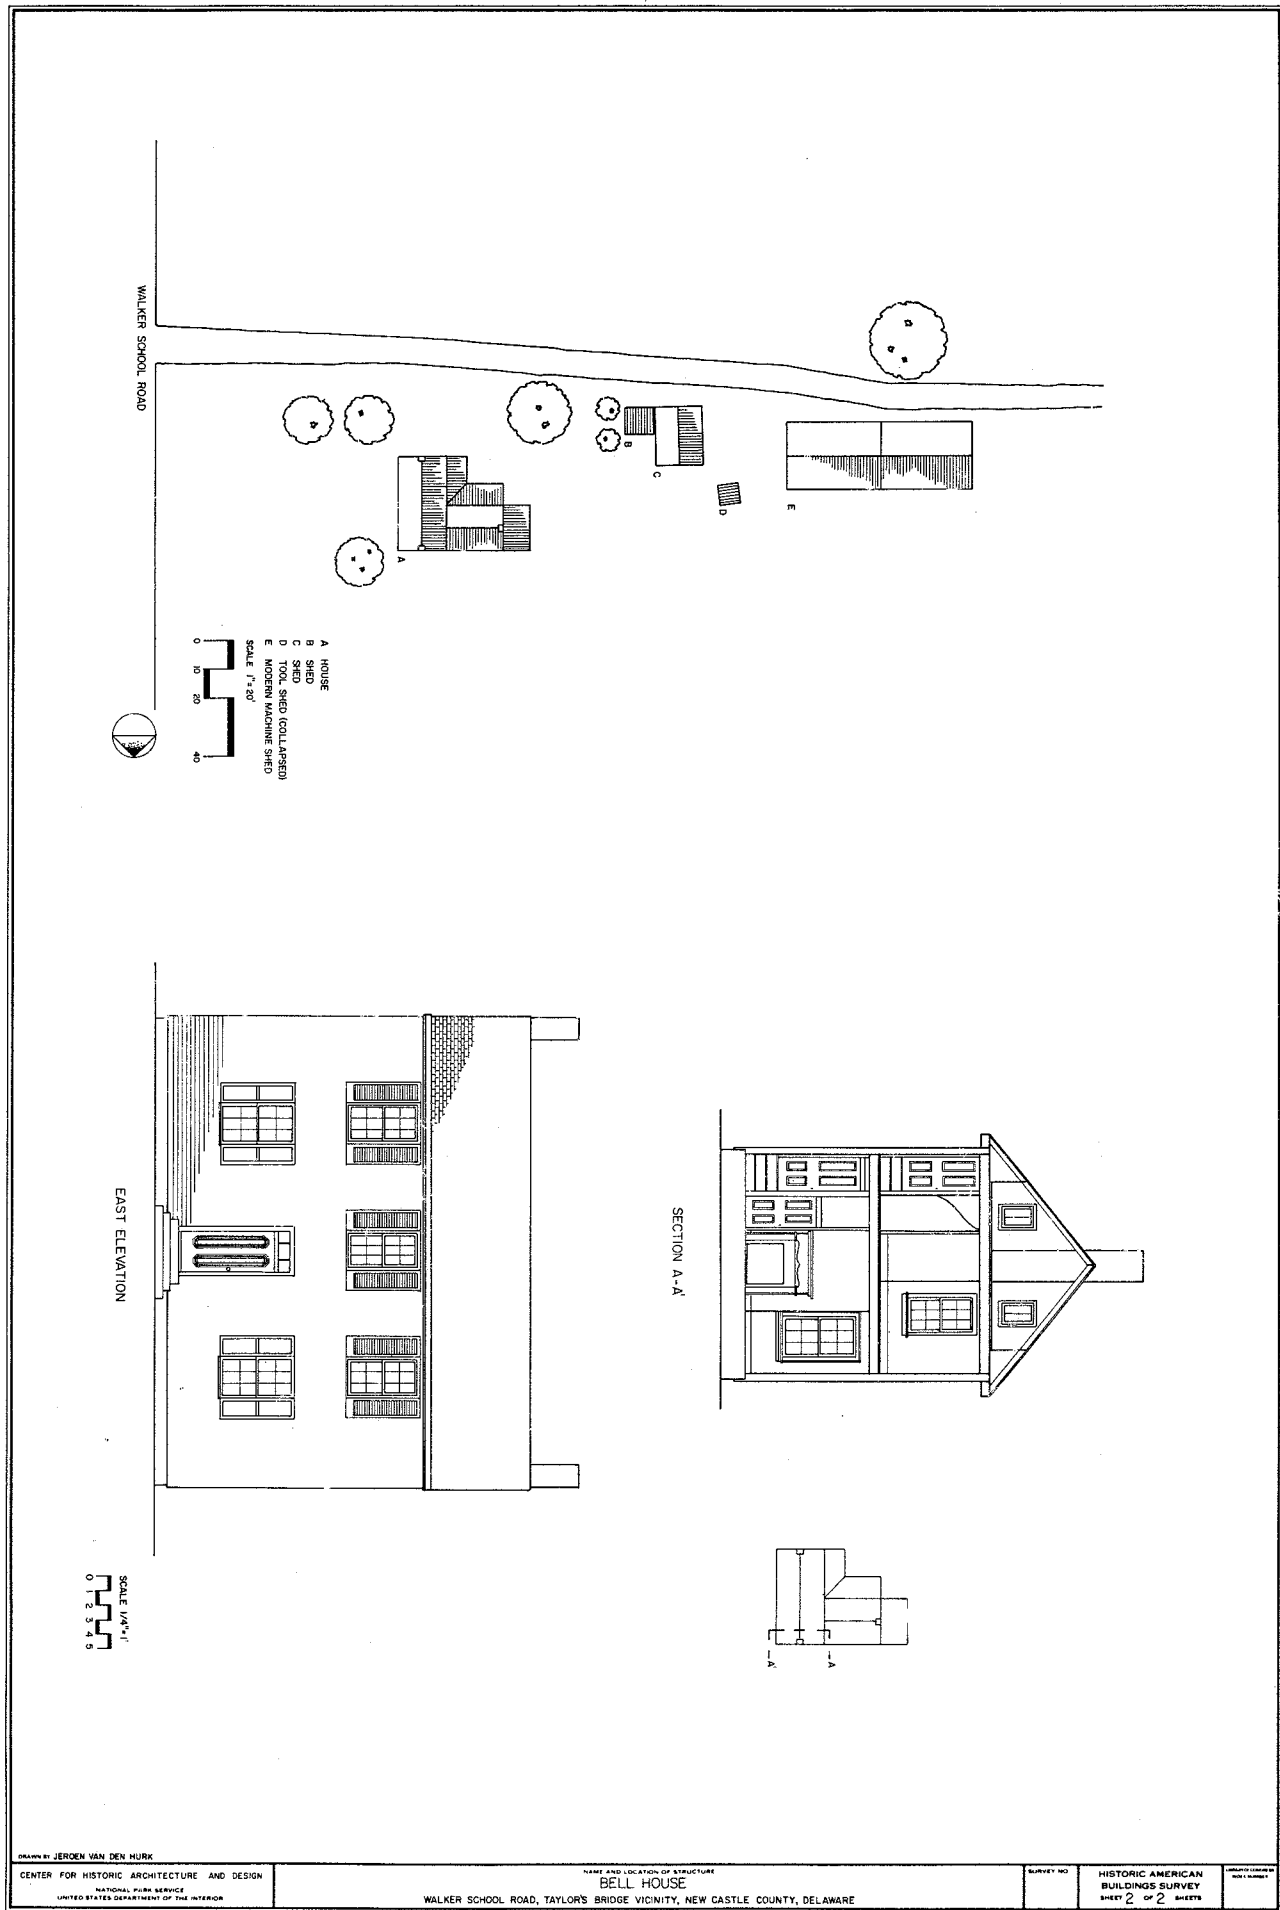 WALKER SCHOOL ROAD
B
C
D
E
A
A HOUSE
B SHED
C SHED
D TOOL SHED (COLLAPSED)
E MODERN MACHINE SHED
SCALE 1"=20'
0 10 20 40
SECTION A-A'
A
A'
EAST ELEVATION
SCALE 1/4"=1'
0 1 2 3 4 5
DRAWN BY JEROEN VAN DEN HURK
CENTER FOR HISTORIC ARCHITECTURE AND DESIGN
NATIONAL PARK SERVICE
UNITED STATES DEPARTMENT OF THE INTERIOR
NAME AND LOCATION OF STRUCTURE
BELL HOUSE
WALKER SCHOOL ROAD, TAYLOR'S BRIDGE VICINITY, NEW CASTLE COUNTY, DELAWARE
SURVEY NO
HISTORIC AMERICAN
BUILDINGS SURVEY
SHEET 2 OF 2 SHEETS